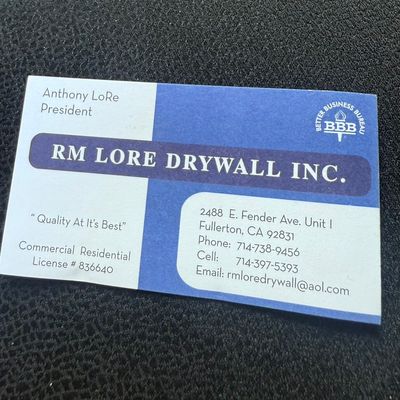 Anthony LoRe
President
BETTER BUSINESS BUREAU
BBB
RM LORE DRYWALL INC.
" Quality At It's Best"
Commercial Residential
License # 836640
2488 E. Fender Ave. Unit I
Fullerton, CA 92831
Phone: 714-738-9456
Cell: 714-397-5393
Email: rmloredrywall@aol.com